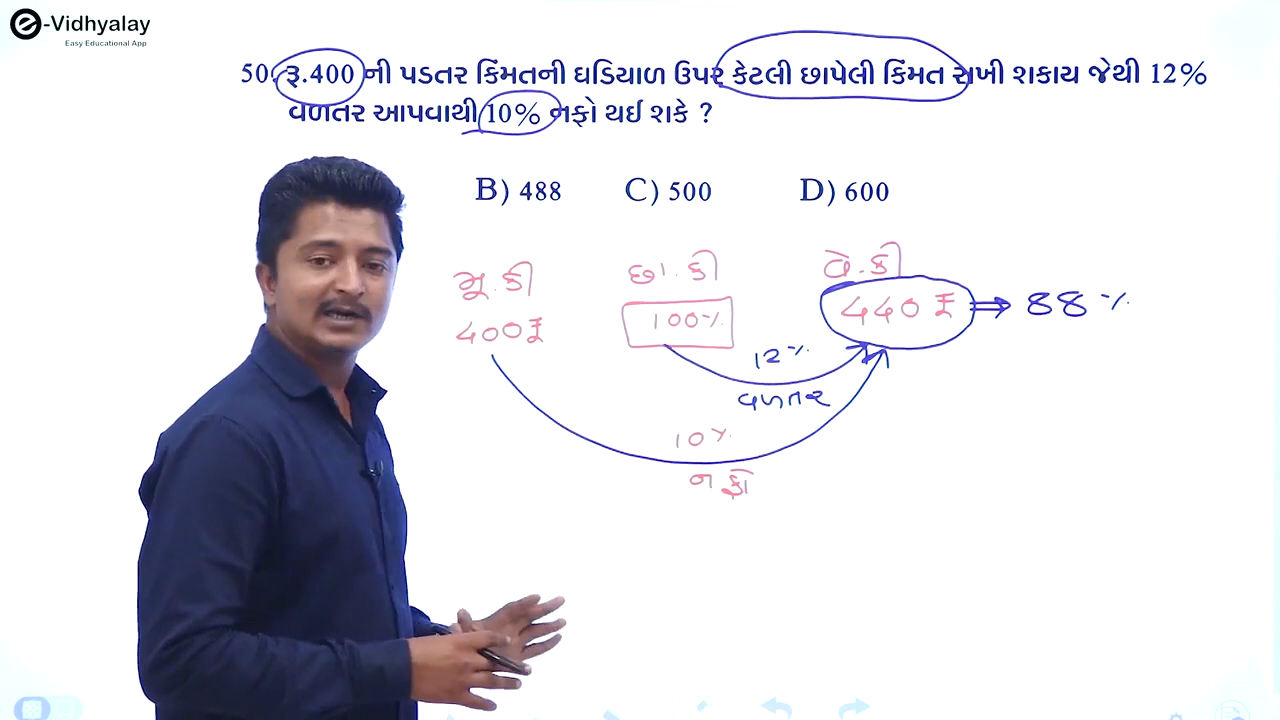 e-Vidhyalay
Easy Educational App
50. રૂ.400 ની પડતર કિંમતની ઘડિયાળ ઉપર કેટલી છાપેલી કિંમત રાખી શકાય જેથી 12%
વળતર આપવાથી 10% નફો થઈ શકે ?
B) 488 C) 500 D) 600
મૂ.કી છા.કી વે.કી
400₹ 100% 440₹ ⇒ 88%
12%
વળતર
10%
નફો